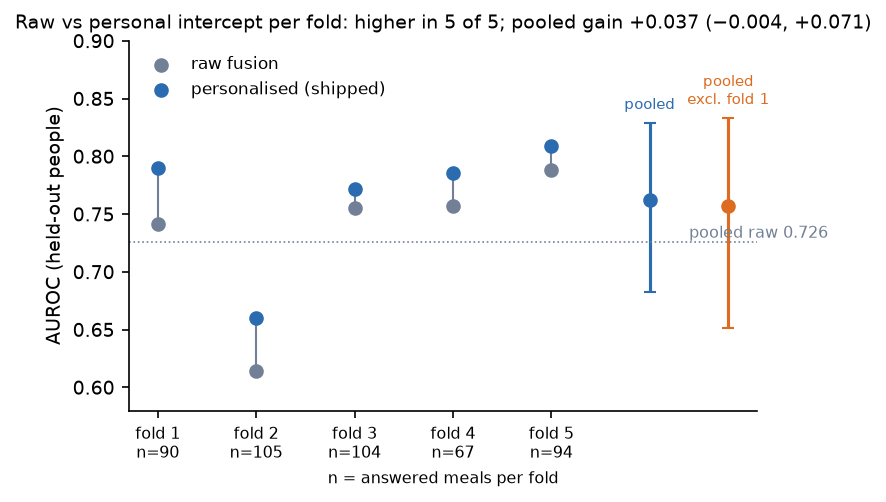 Raw vs personal intercept per fold: higher in 5 of 5; pooled gain +0.037 (−0.004, +0.071)
AUROC (held-out people)
0.90
0.85
0.80
0.75
0.70
0.65
0.60
raw fusion
personalised (shipped)
pooled
pooled
excl. fold 1
pooled raw 0.726
fold 1
n=90
fold 2
n=105
fold 3
n=104
fold 4
n=67
fold 5
n=94
n = answered meals per fold